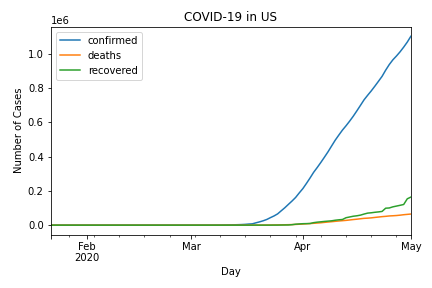 COVID-19 in US
1e6
confirmed
deaths
recovered
1.0
0.8
0.6
0.4
0.2
0.0
Number of Cases
Feb
2020
Mar
Apr
May
Day